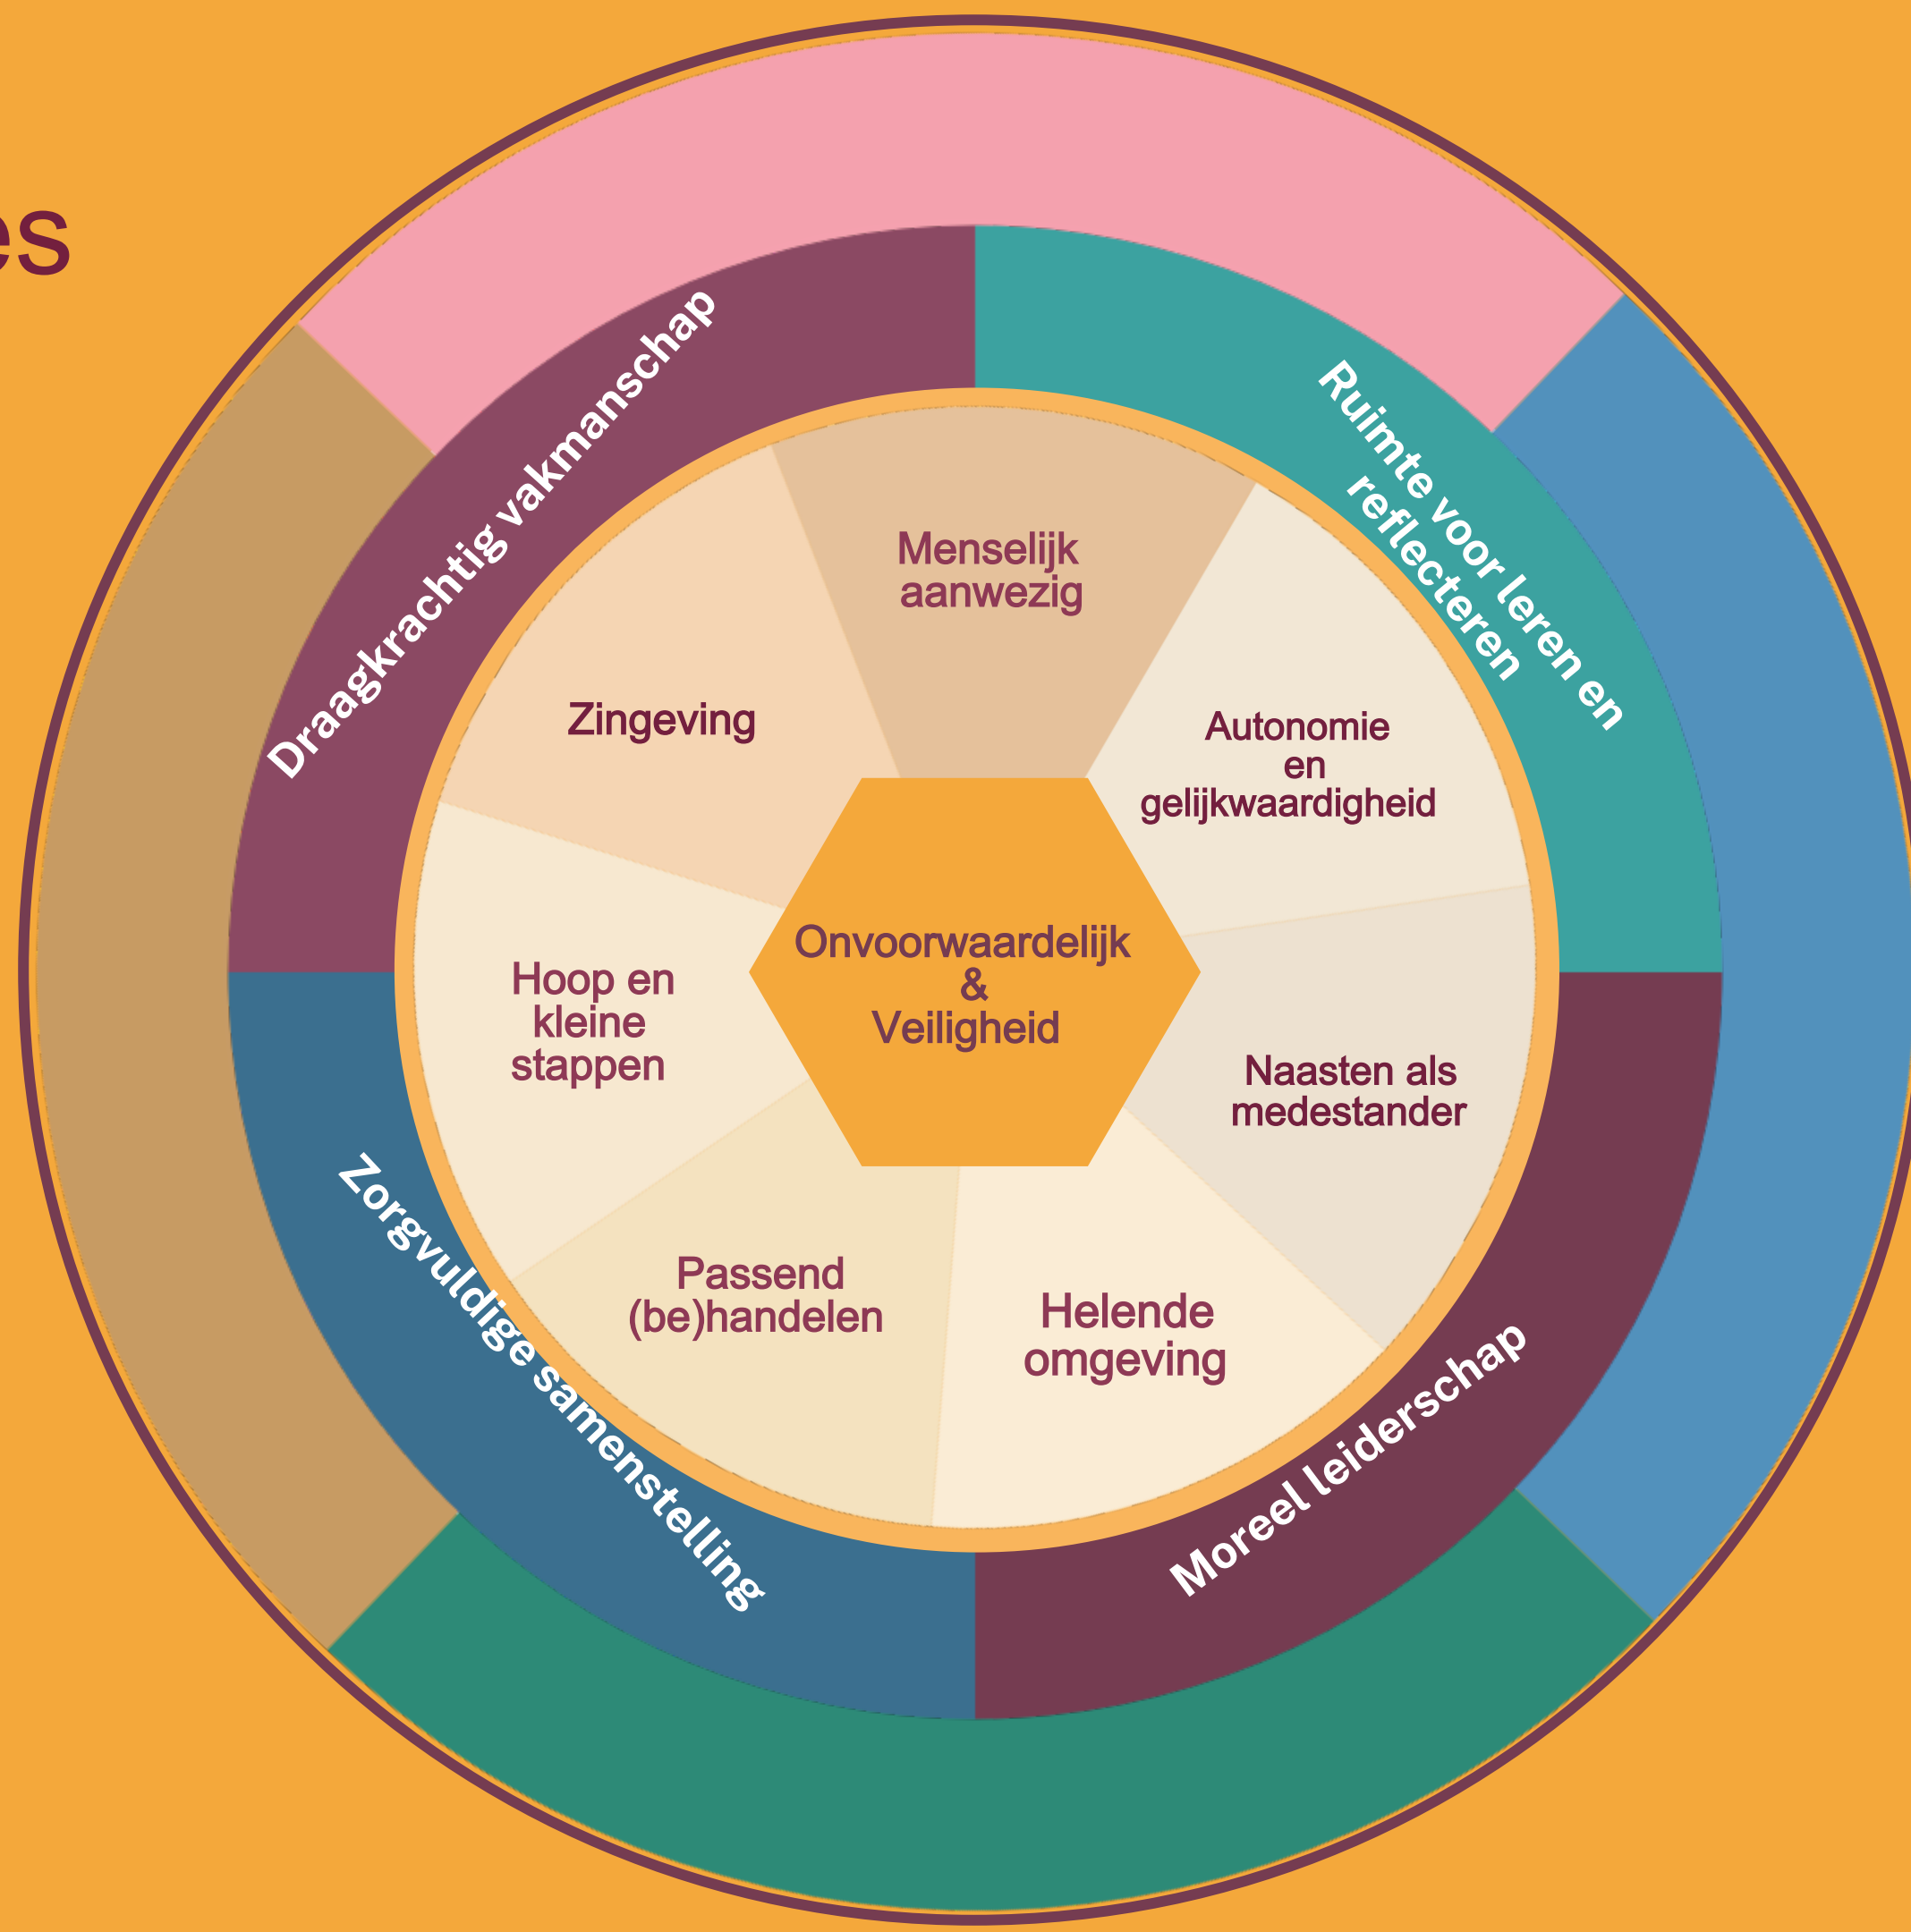 es
Draagkrachtig vakmanschap
Ruimte voor leren en
reflecteren
Menselijk
aanwezig
Zingeving
Autonomie
en
gelijkwaardigheid
Onvoorwaardelijk
&
Veiligheid
Hoop en
kleine
stappen
Naasten als
medestander
Passend
(be)handelen
Helende
omgeving
Zorgvuldige samenstelling
Moreel leiderschap